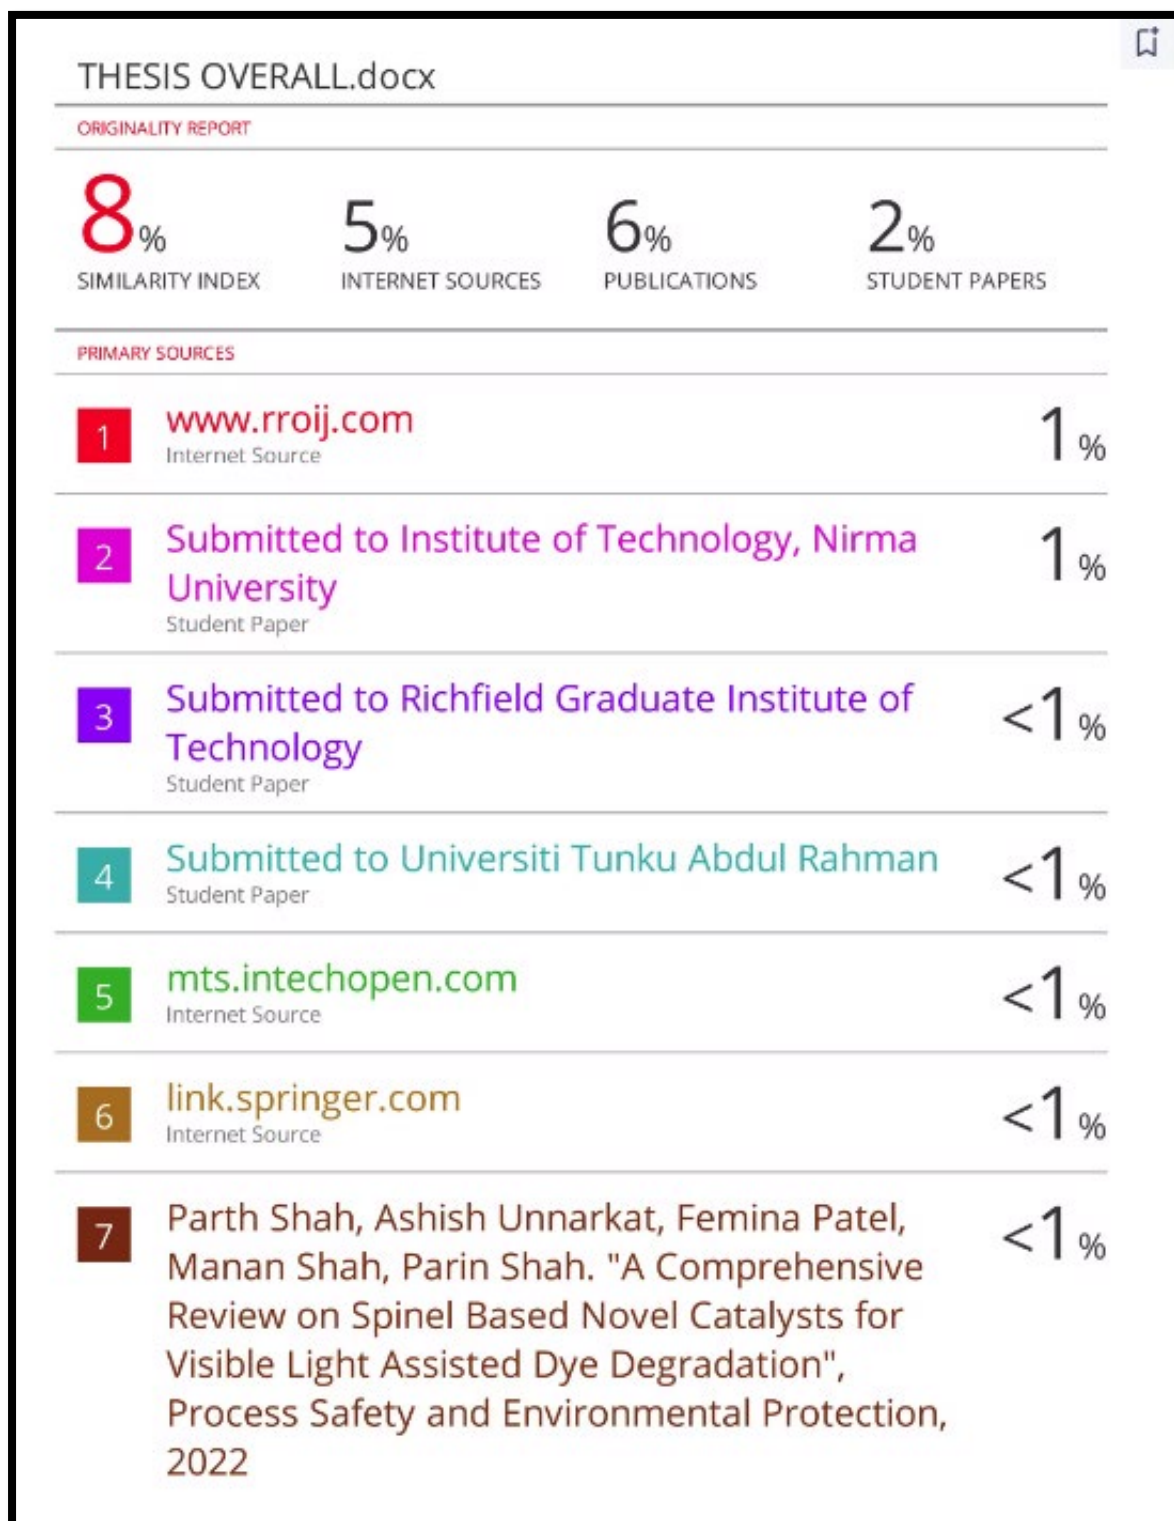 THESIS OVERALL.docx
ORIGINALITY REPORT
8% 5% 6% 2%
SIMILARITY INDEX INTERNET SOURCES PUBLICATIONS STUDENT PAPERS
PRIMARY SOURCES
1 www.rroij.com 1%
Internet Source
2 Submitted to Institute of Technology, Nirma 1%
University
Student Paper
3 Submitted to Richfield Graduate Institute of <1%
Technology
Student Paper
4 Submitted to Universiti Tunku Abdul Rahman <1%
Student Paper
5 mts.intechopen.com <1%
Internet Source
6 link.springer.com <1%
Internet Source
7 Parth Shah, Ashish Unnarkat, Femina Patel, <1%
Manan Shah, Parin Shah. "A Comprehensive
Review on Spinel Based Novel Catalysts for
Visible Light Assisted Dye Degradation",
Process Safety and Environmental Protection,
2022